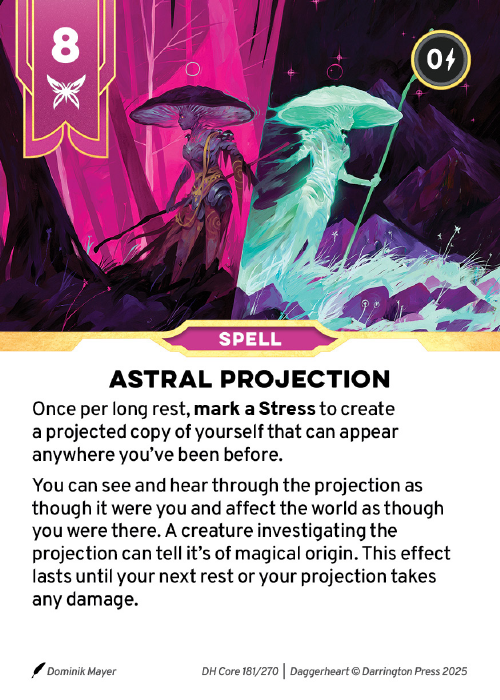 8
0
SPELL
ASTRAL PROJECTION
Once per long rest, mark a Stress to create
a projected copy of yourself that can appear
anywhere you've been before.
You can see and hear through the projection as
though it were you and affect the world as though
you were there. A creature investigating the
projection can tell it's of magical origin. This effect
lasts until your next rest or your projection takes
any damage.
Dominik Mayer
DH Core 181/270 | Daggerheart © Darrington Press 2025